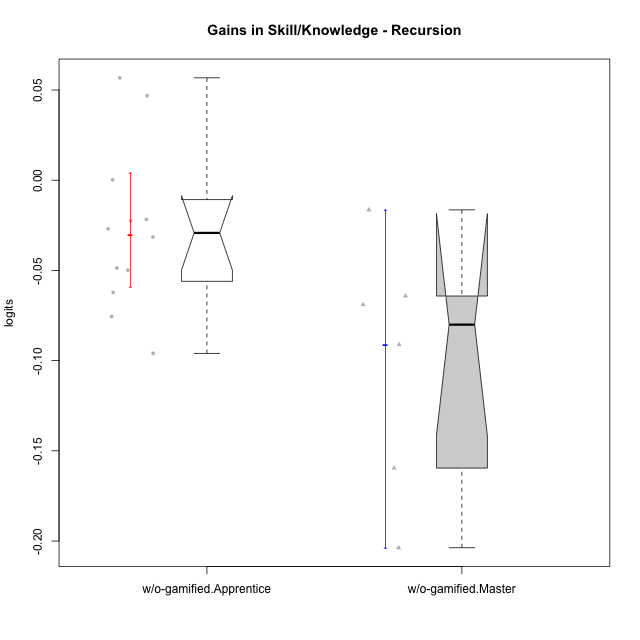 Gains in Skill/Knowledge - Recursion
logits
0.05
0.00
-0.05
-0.10
-0.15
-0.20
w/o-gamified.Apprentice
w/o-gamified.Master